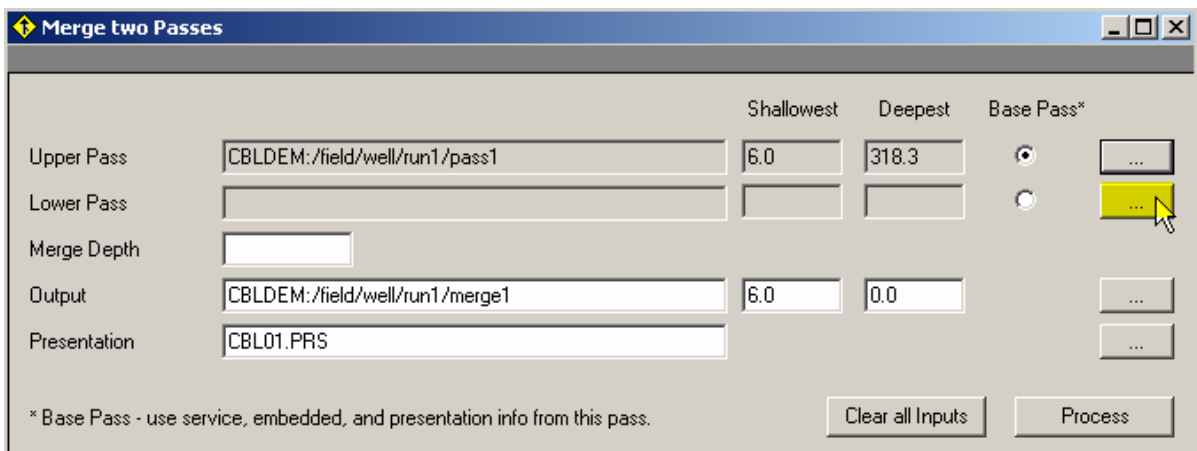 Merge two Passes
Shallowest Deepest Base Pass*
Upper Pass CBLDEM:/field/well/run1/pass1 6.0 318.3 ...
Lower Pass ...
Merge Depth
Output CBLDEM:/field/well/run1/merge1 6.0 0.0 ...
Presentation CBL01.PRS ...
* Base Pass - use service, embedded, and presentation info from this pass. Clear all Inputs Process